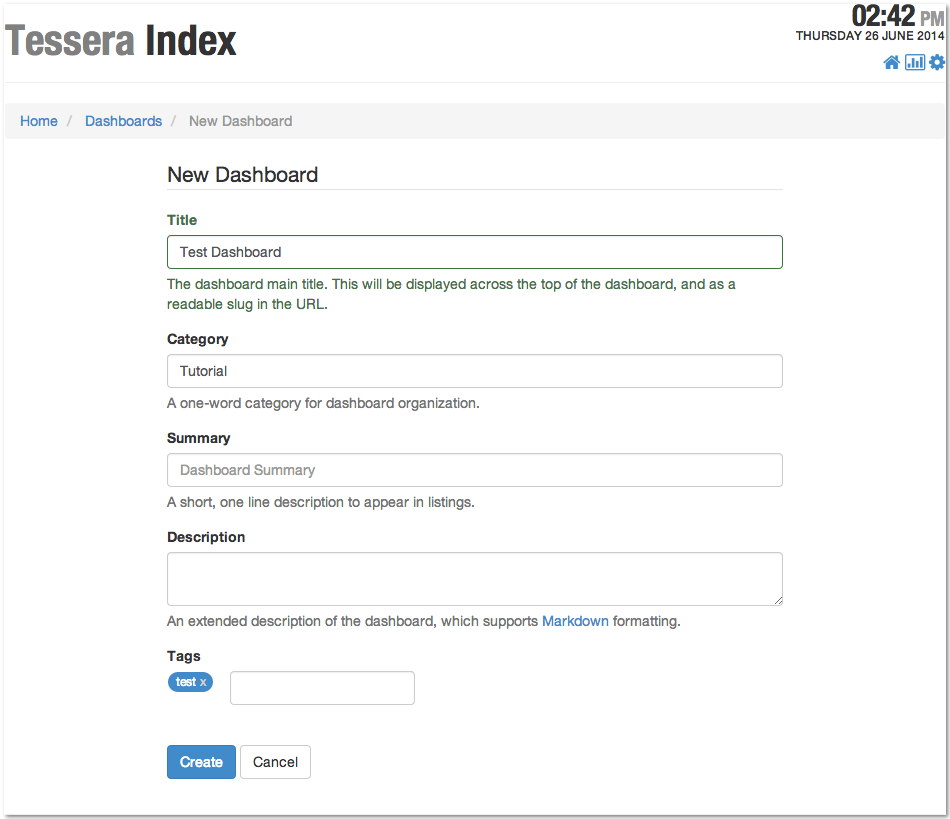 Tessera Index
02:42 PM
THURSDAY 26 JUNE 2014
Home / Dashboards / New Dashboard
New Dashboard
Title
Test Dashboard
The dashboard main title. This will be displayed across the top of the dashboard, and as a
readable slug in the URL.
Category
Tutorial
A one-word category for dashboard organization.
Summary
Dashboard Summary
A short, one line description to appear in listings.
Description
An extended description of the dashboard, which supports Markdown formatting.
Tags
test x
Create Cancel